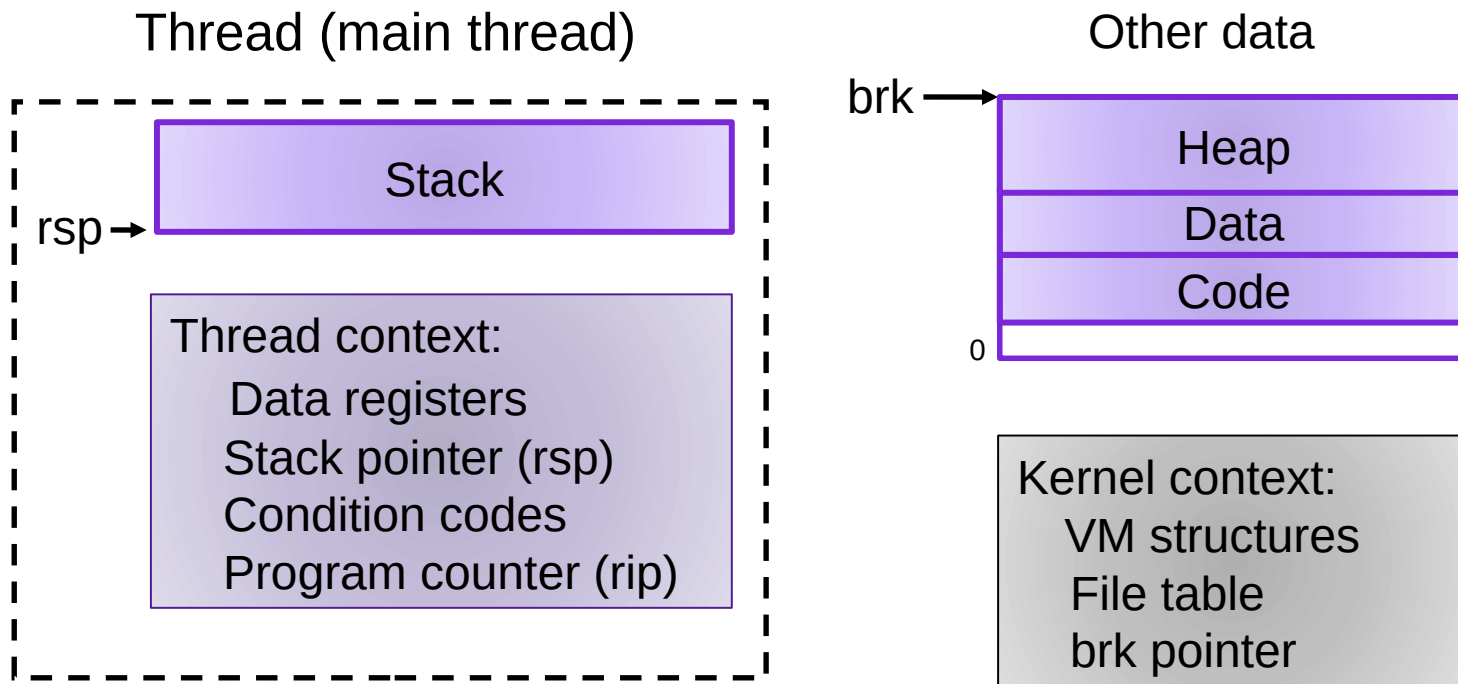 Thread (main thread)
Stack
rsp
Thread context:
Data registers
Stack pointer (rsp)
Condition codes
Program counter (rip)
Other data
brk
Heap
Data
Code
0
Kernel context:
VM structures
File table
brk pointer